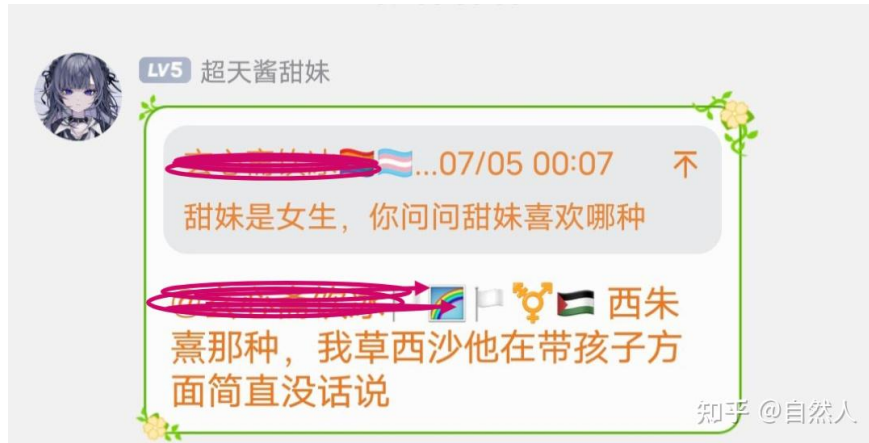 LV5 超天酱甜妹
...07/05 00:07
甜妹是女生，你问问甜妹喜欢哪种
西朱
熹那种，我草西沙他在带孩子方
面简直没话说
知乎 @自然人